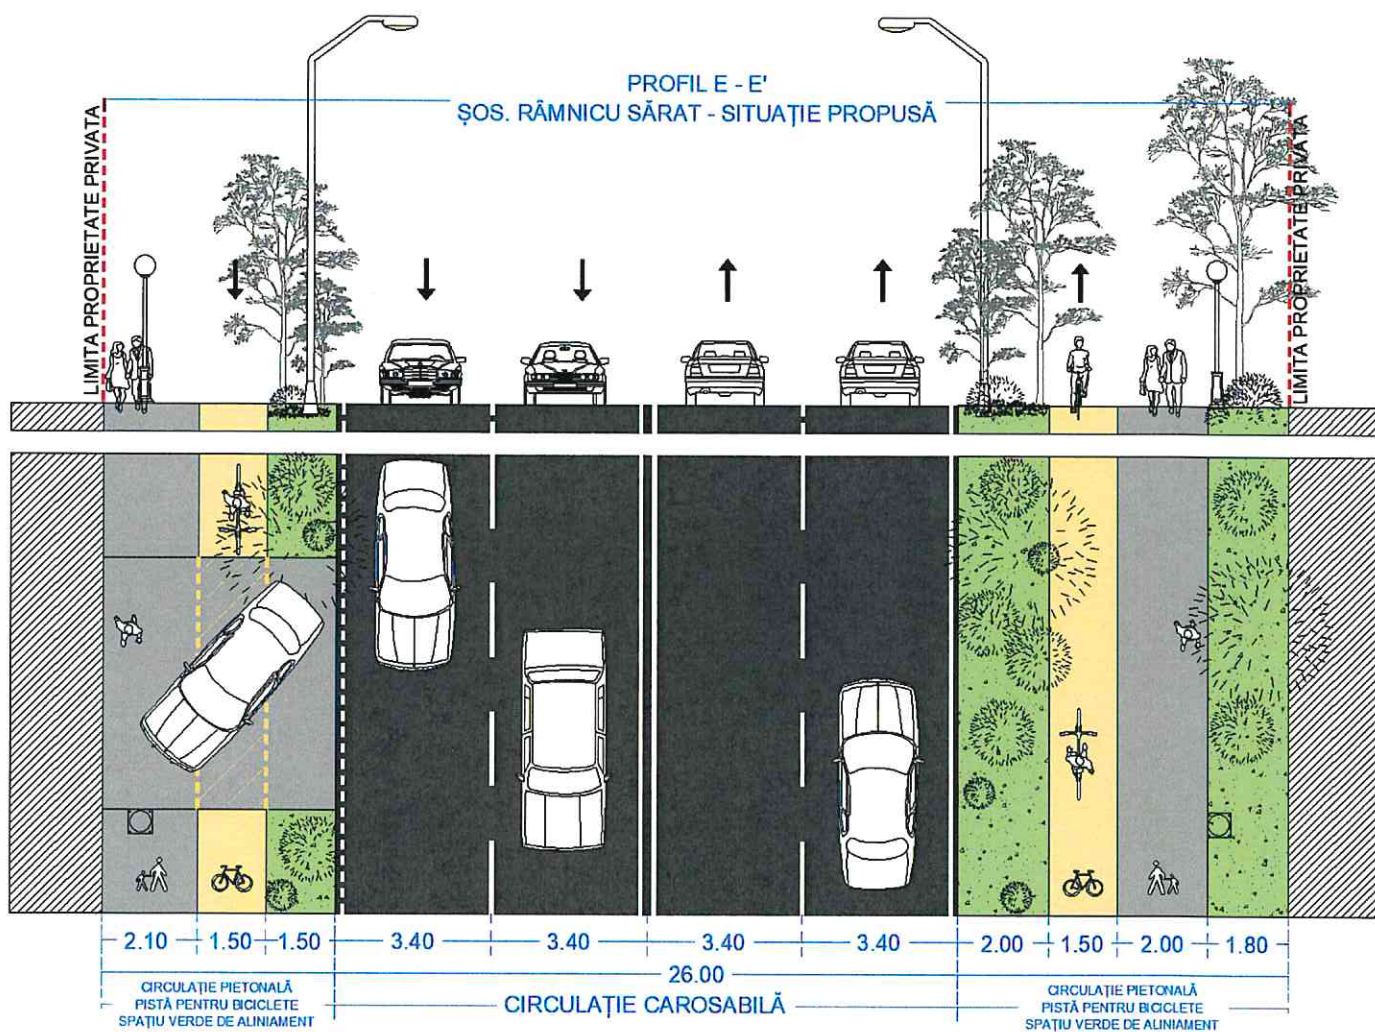 PROFIL E - E'
ȘOS. RÂMNICU SĂRAT - SITUAȚIE PROPUSĂ
LIMITA PROPRIETATE PRIVATA
LIMITA PROPRIETATE PRIVATA
2.10 1.50 1.50 3.40 3.40 3.40 3.40 2.00 1.50 2.00 1.80
26.00
CIRCULAȚIE PIETONALĂ
PISTĂ PENTRU BICICLETE
SPAȚIU VERDE DE ALINIAMENT
CIRCULAȚIE CAROSABILĂ
CIRCULAȚIE PIETONALĂ
PISTĂ PENTRU BICICLETE
SPAȚIU VERDE DE ALINIAMENT